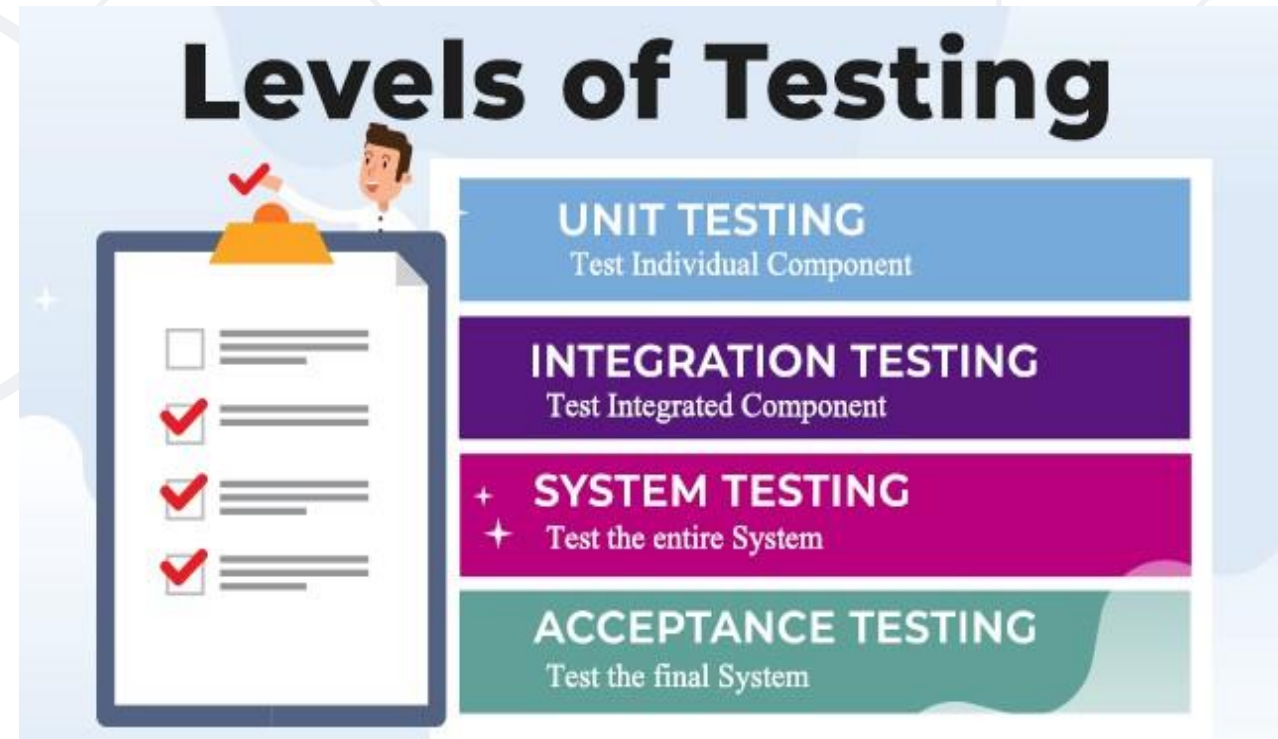 Levels of Testing
UNIT TESTING
Test Individual Component
INTEGRATION TESTING
Test Integrated Component
SYSTEM TESTING
Test the entire System
ACCEPTANCE TESTING
Test the final System